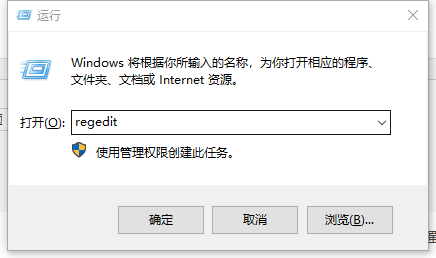 运行
Windows 将根据你所输入的名称，为你打开相应的程序、
文件夹、文档或 Internet 资源。
打开(O): regedit
使用管理权限创建此任务。
确定 取消 浏览(B)...